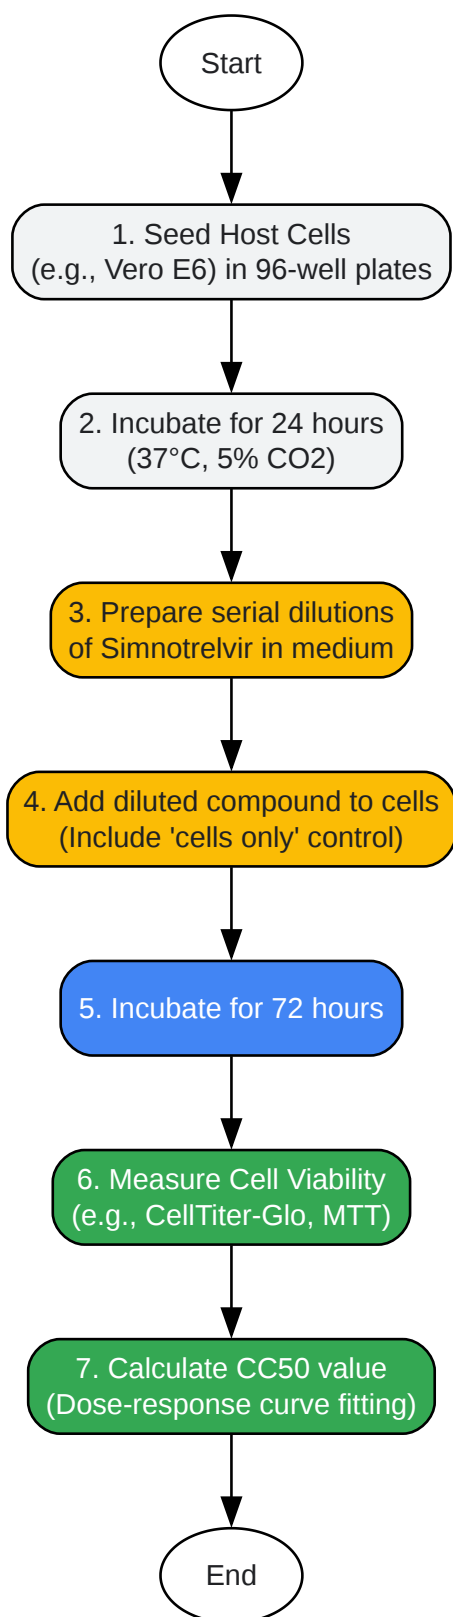 Start
1. Seed Host Cells
(e.g., Vero E6) in 96-well plates
2. Incubate for 24 hours
(37°C, 5% CO2)
3. Prepare serial dilutions
of Simnotrelvir in medium
4. Add diluted compound to cells
(Include 'cells only' control)
5. Incubate for 72 hours
6. Measure Cell Viability
(e.g., CellTiter-Glo, MTT)
7. Calculate CC50 value
(Dose-response curve fitting)
End